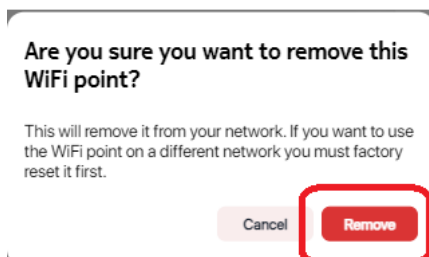 Are you sure you want to remove this
WiFi point?
This will remove it from your network. If you want to use
the WiFi point on a different network you must factory
reset it first.
Cancel
Remove